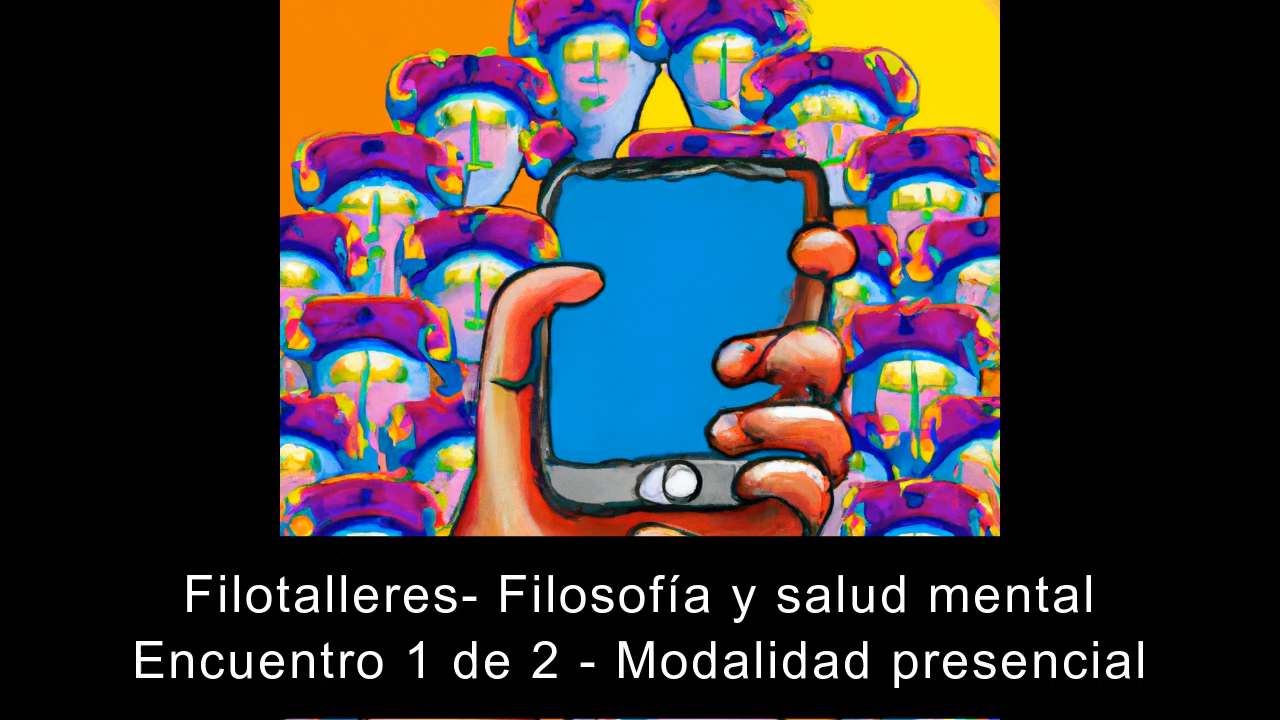 Filotalleres- Filosofía y salud mental
Encuentro 1 de 2 - Modalidad presencial